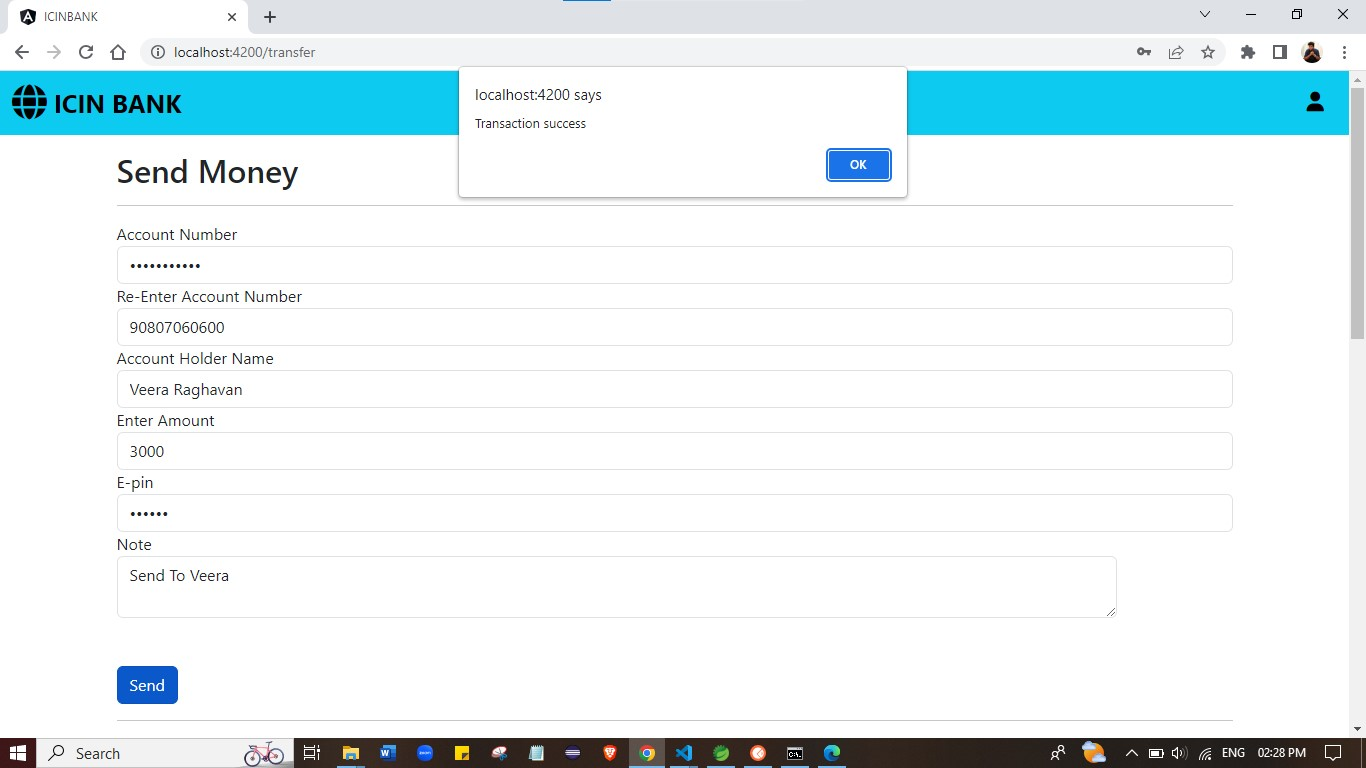 ICINBANK
localhost:4200/transfer
ICIN BANK
localhost:4200 says
Transaction success
OK
Send Money
Account Number
•••••••••••
Re-Enter Account Number
90807060600
Account Holder Name
Veera Raghavan
Enter Amount
3000
E-pin
••••••
Note
Send To Veera
Send
Search
ENG
02:28 PM